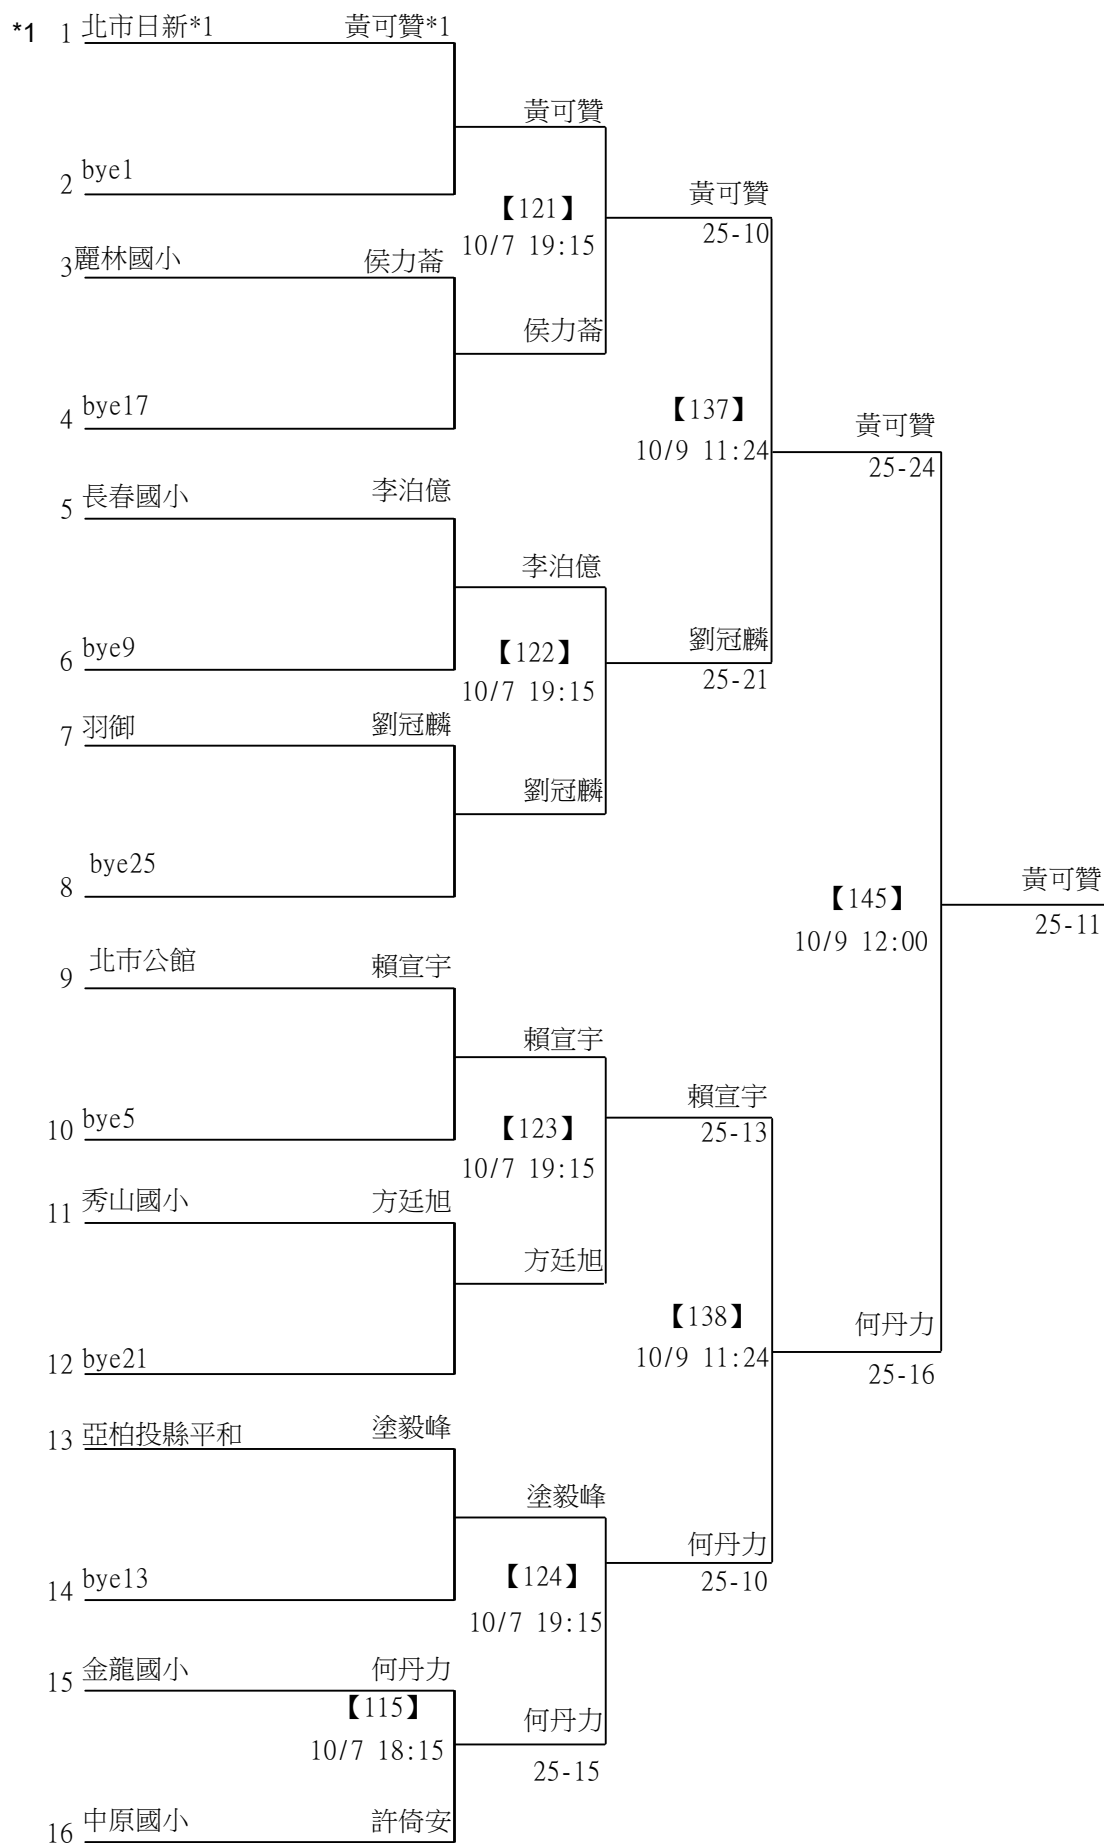 *1 1 北市日新*1 黃可贊*1
黃可贊
2 bye1
【121】
10/7 19:15
黃可贊
25-10
3 麗林國小 侯力菕
侯力菕
4 bye17
【137】
10/9 11:24
黃可贊
25-24
5 長春國小 李泊億
李泊億
6 bye9
【122】
10/7 19:15
劉冠麟
25-21
7 羽御 劉冠麟
劉冠麟
8 bye25
【145】
10/9 12:00
黃可贊
25-11
9 北市公館 賴宣宇
賴宣宇
10 bye5
【123】
10/7 19:15
賴宣宇
25-13
11 秀山國小 方廷旭
方廷旭
12 bye21
【138】
10/9 11:24
何丹力
25-16
13 亞柏投縣平和 塗毅峰
塗毅峰
14 bye13
【124】
10/7 19:15
何丹力
25-10
15 金龍國小 何丹力
【115】
10/7 18:15
何丹力
25-15
16 中原國小 許倚安